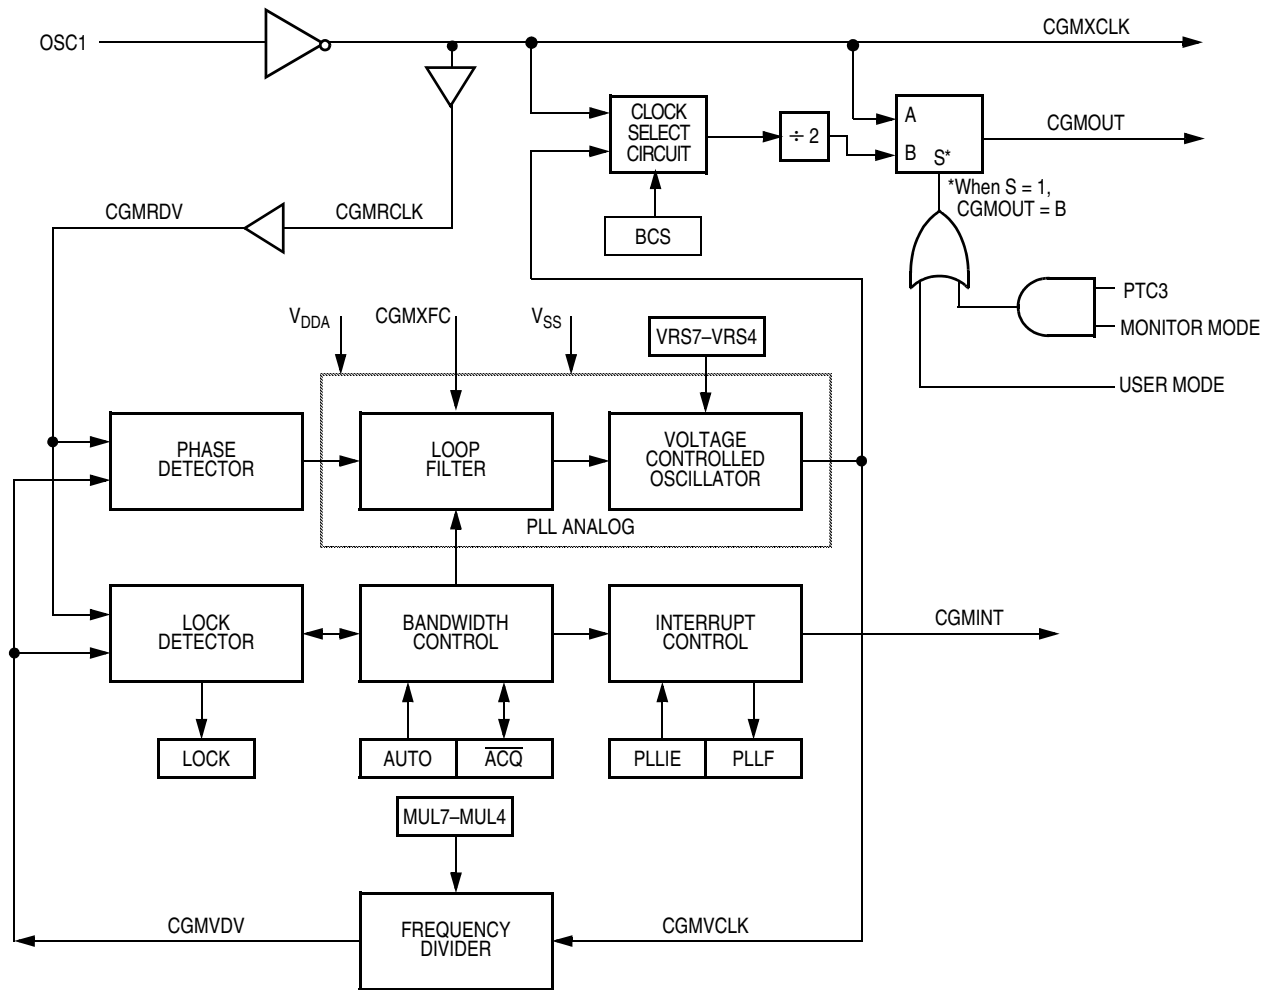 CGMXCLK
OSC1
CLOCK
SELECT
CIRCUIT
÷ 2
A
B
S*
CGMOUT
*When S = 1,
CGMOUT = B
CGMRDV
CGMRCLK
BCS
PTC3
MONITOR MODE
USER MODE
VDDA
CGMXFC
VSS
VRS7–VRS4
PHASE
DETECTOR
LOOP
FILTER
VOLTAGE
CONTROLLED
OSCILLATOR
PLL ANALOG
LOCK
DETECTOR
BANDWIDTH
CONTROL
INTERRUPT
CONTROL
CGMINT
LOCK
AUTO
A̅C̅Q̅
PLLIE
PLLF
MUL7–MUL4
CGMVDV
FREQUENCY
DIVIDER
CGMVCLK